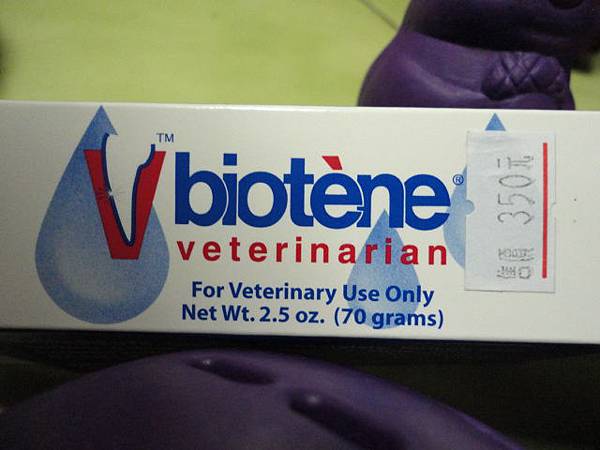 TM
biotène®
veterinarian
For Veterinary Use Only
Net Wt. 2.5 oz. (70 grams)
350元